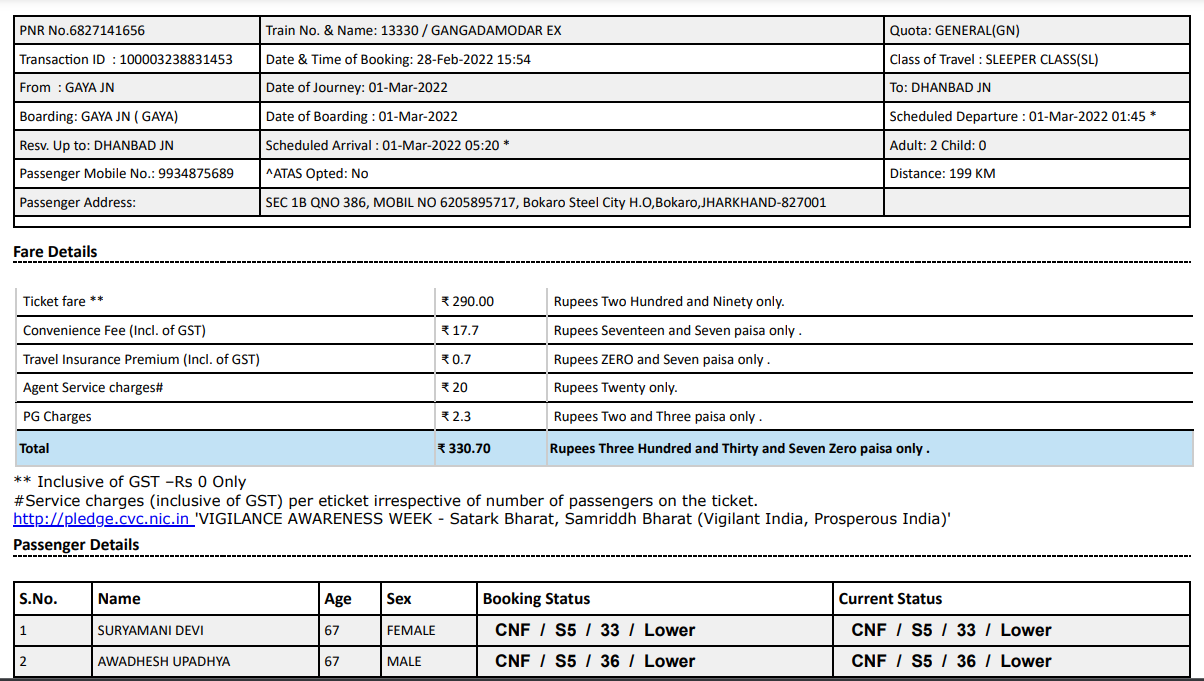 PNR No.6827141656 Train No. & Name: 13330 / GANGADAMODAR EX Quota: GENERAL(GN)
Transaction ID : 100003238831453 Date & Time of Booking: 28-Feb-2022 15:54 Class of Travel : SLEEPER CLASS(SL)
From : GAYA JN Date of Journey: 01-Mar-2022 To: DHANBAD JN
Boarding: GAYA JN ( GAYA) Date of Boarding : 01-Mar-2022 Scheduled Departure : 01-Mar-2022 01:45 *
Resv. Up to: DHANBAD JN Scheduled Arrival : 01-Mar-2022 05:20 * Adult: 2 Child: 0
Passenger Mobile No.: 9934875689 ^ATAS Opted: No Distance: 199 KM
Passenger Address: SEC 1B QNO 386, MOBIL NO 6205895717, Bokaro Steel City H.O,Bokaro,JHARKHAND-827001
Fare Details
Ticket fare ** ₹ 290.00 Rupees Two Hundred and Ninety only.
Convenience Fee (Incl. of GST) ₹ 17.7 Rupees Seventeen and Seven paisa only .
Travel Insurance Premium (Incl. of GST) ₹ 0.7 Rupees ZERO and Seven paisa only .
Agent Service charges# ₹ 20 Rupees Twenty only.
PG Charges ₹ 2.3 Rupees Two and Three paisa only .
Total ₹ 330.70 Rupees Three Hundred and Thirty and Seven Zero paisa only .
** Inclusive of GST –Rs 0 Only
#Service charges (inclusive of GST) per eticket irrespective of number of passengers on the ticket.
http://pledge.cvc.nic.in 'VIGILANCE AWARENESS WEEK - Satark Bharat, Samriddh Bharat (Vigilant India, Prosperous India)'
Passenger Details
S.No. Name Age Sex Booking Status Current Status
1 SURYAMANI DEVI 67 FEMALE CNF / S5 / 33 / Lower CNF / S5 / 33 / Lower
2 AWADHESH UPADHYA 67 MALE CNF / S5 / 36 / Lower CNF / S5 / 36 / Lower